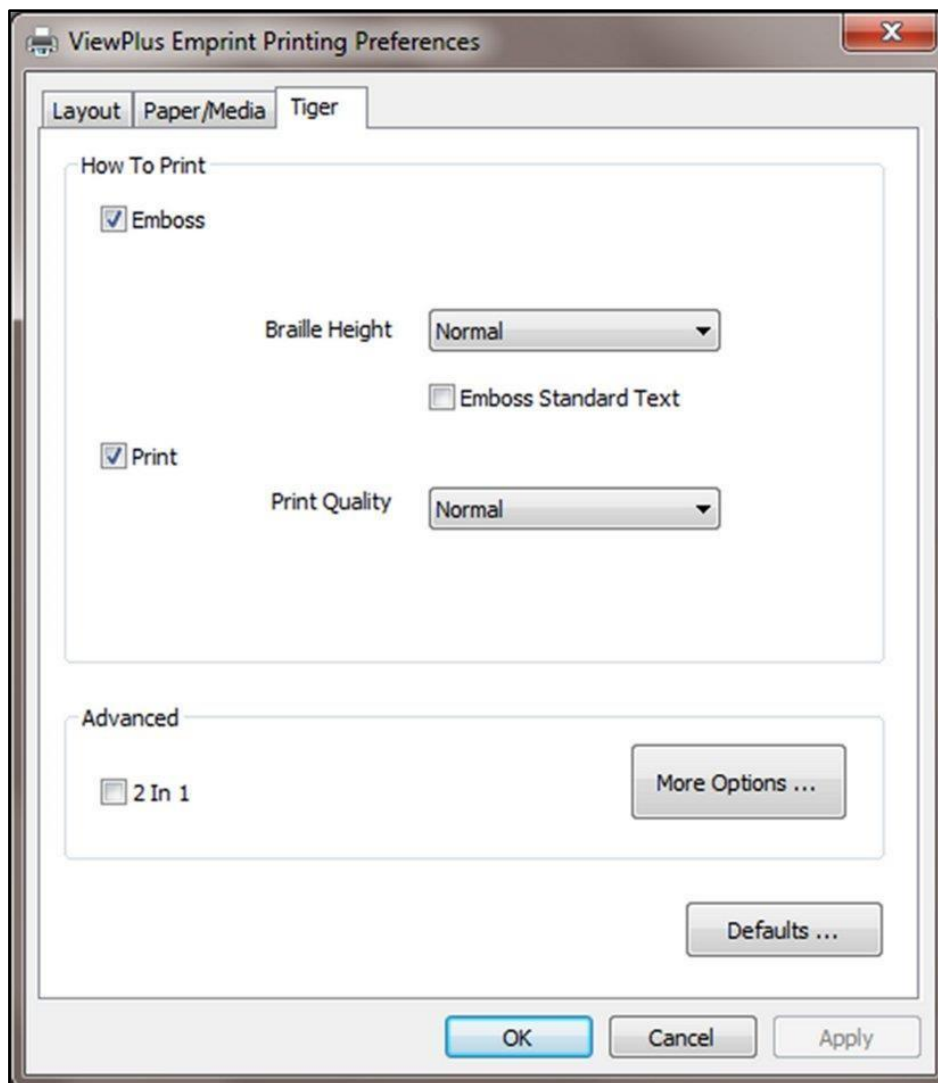 ViewPlus Emprint Printing Preferences
Layout Paper/Media Tiger
How To Print
Emboss
Braille Height Normal
Emboss Standard Text
Print
Print Quality Normal
Advanced
2 In 1 More Options ...
Defaults ...
OK Cancel Apply